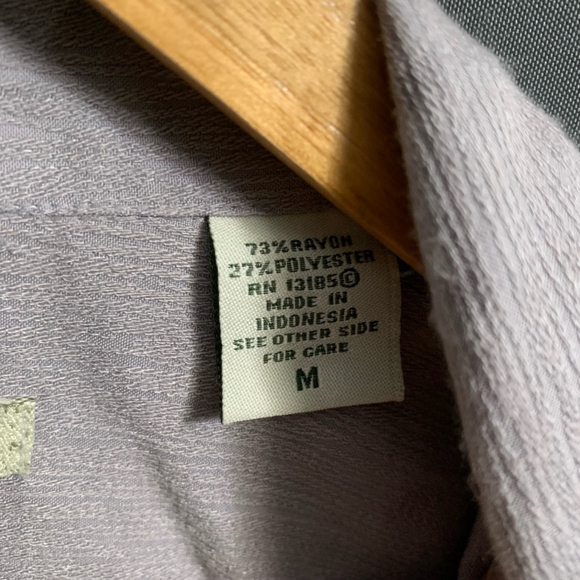 73% RAYON
27% POLYESTER
RN 13185©
MADE IN
INDONESIA
SEE OTHER SIDE
FOR CARE
M